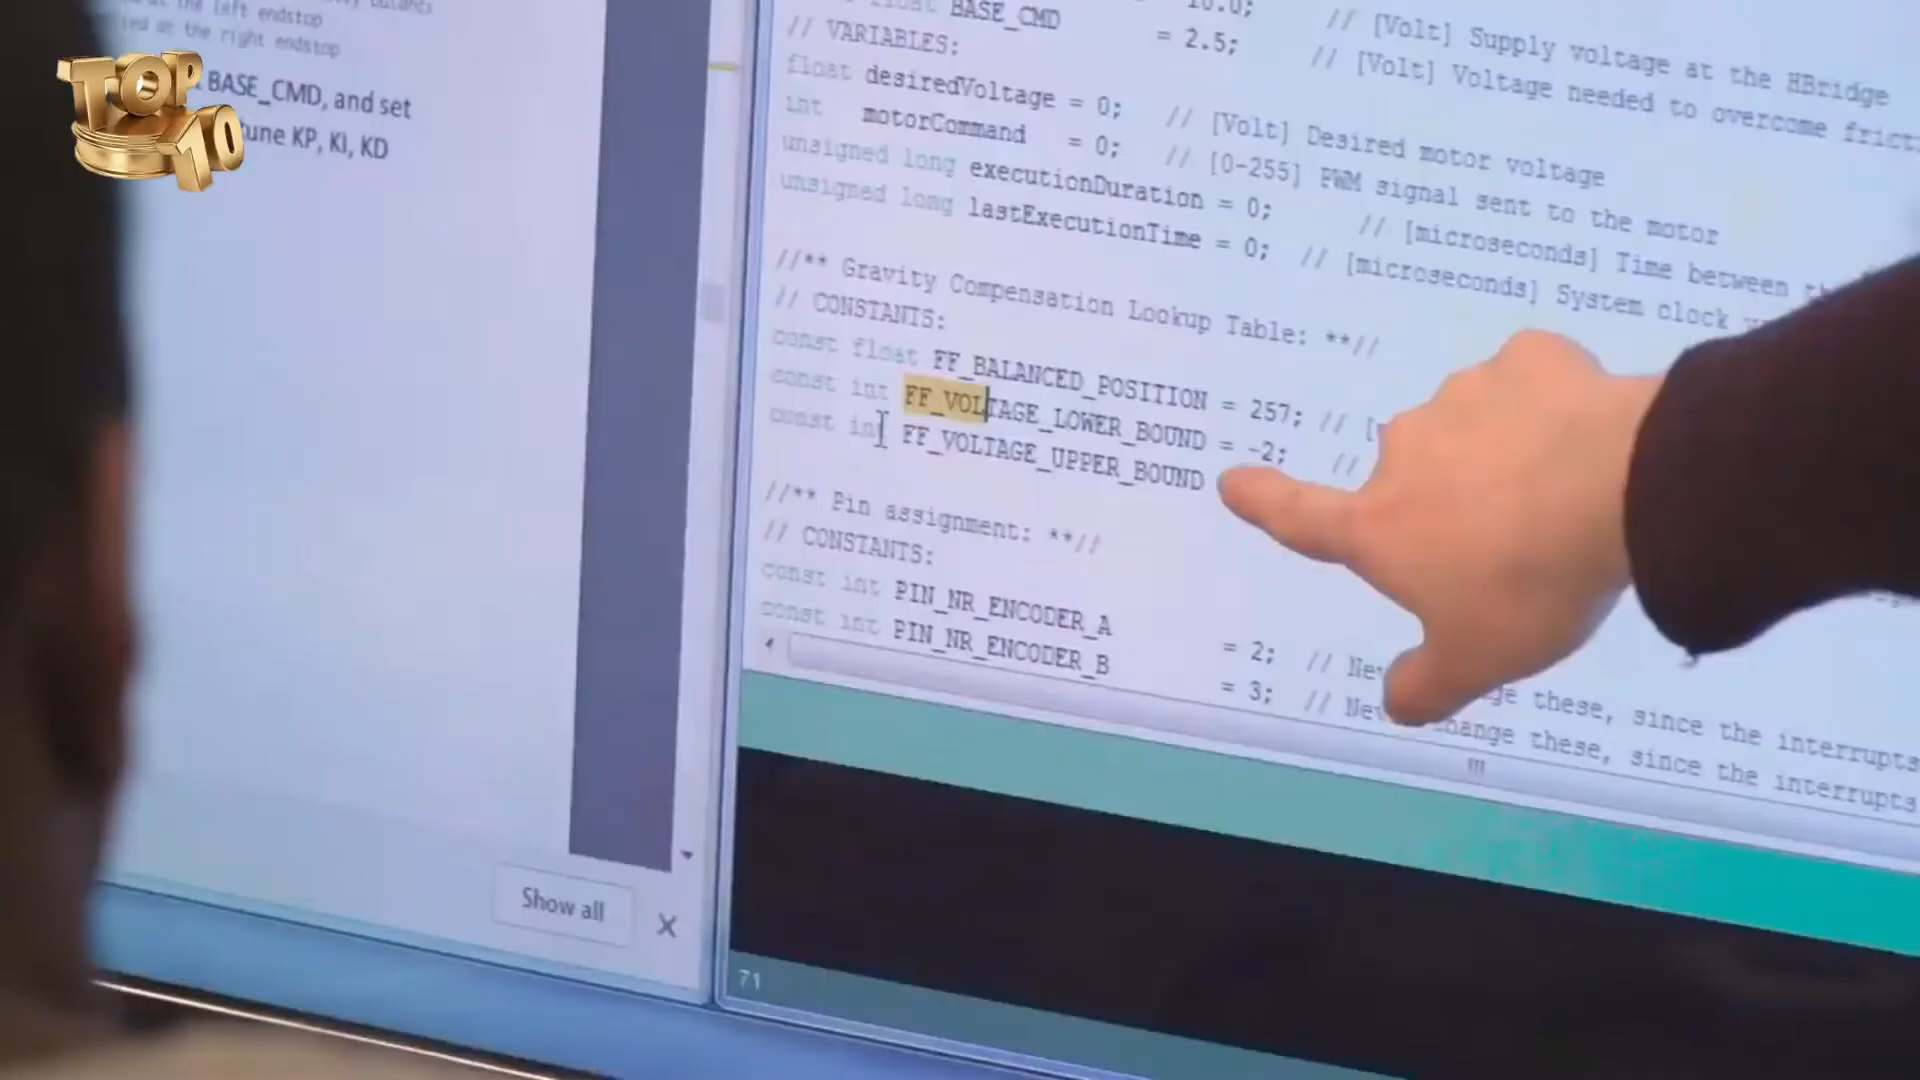 at the left endstop
at the right endstop
BASE_CMD, and set
tune KP, KI, KD
TOP
10
Show all
10.0; // [Volt] Supply voltage at the HBridge
float BASE_CMD = 2.5; // [Volt] Voltage needed to overcome
// VARIABLES:
float desiredVoltage = 0; // [Volt] Desired motor voltage
int motorCommand = 0; // [0-255] PWM signal sent to the motor
unsigned long executionDuration = 0; // [microseconds] Time between
unsigned long lastExecutionTime = 0; // [microseconds] System clock
//** Gravity Compensation Lookup Table: **//
// CONSTANTS:
const float FF_BALANCED_POSITION = 257; // [
const int FF_VOLTAGE_LOWER_BOUND = -2; //
const int FF_VOLTAGE_UPPER_BOUND
//** Pin assignment: **//
// CONSTANTS:
const int PIN_NR_ENCODER_A = 2; // these, since the interrupts
const int PIN_NR_ENCODER_B = 3; // change these, since the interrupts
71